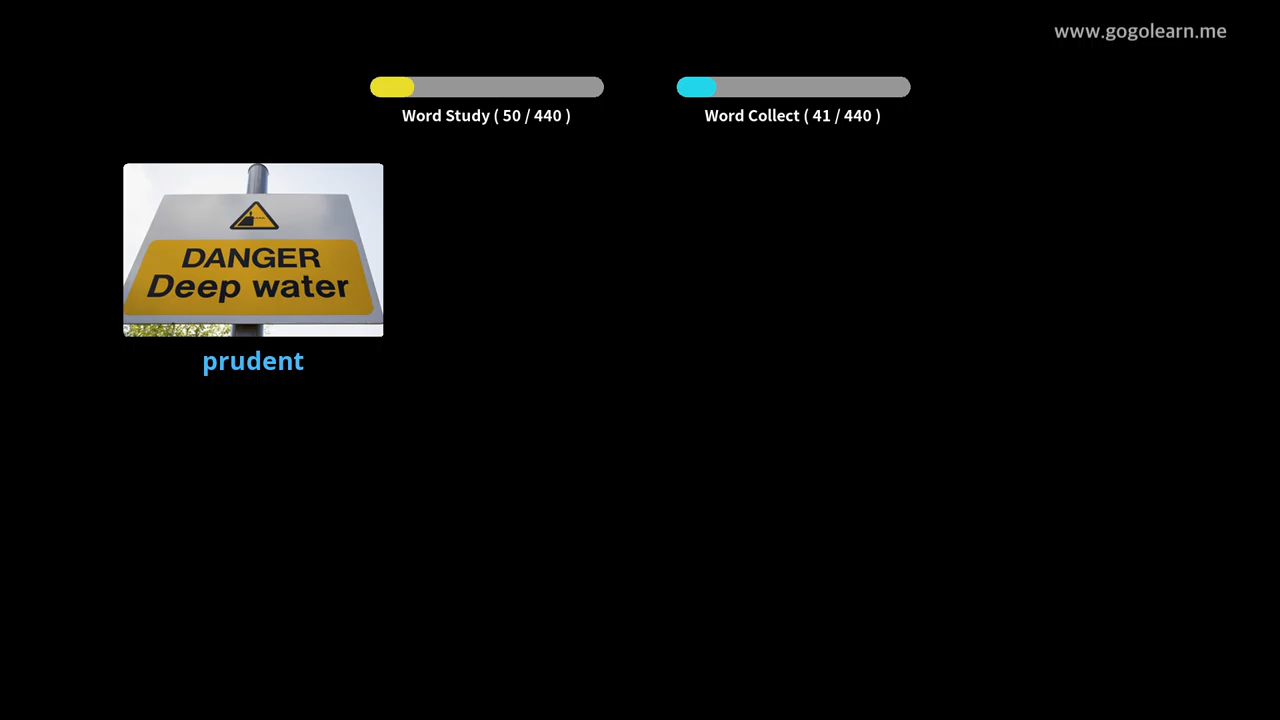 www.gogolearn.me
Word Study ( 50 / 440 )
Word Collect ( 41 / 440 )
DANGER
Deep water
prudent